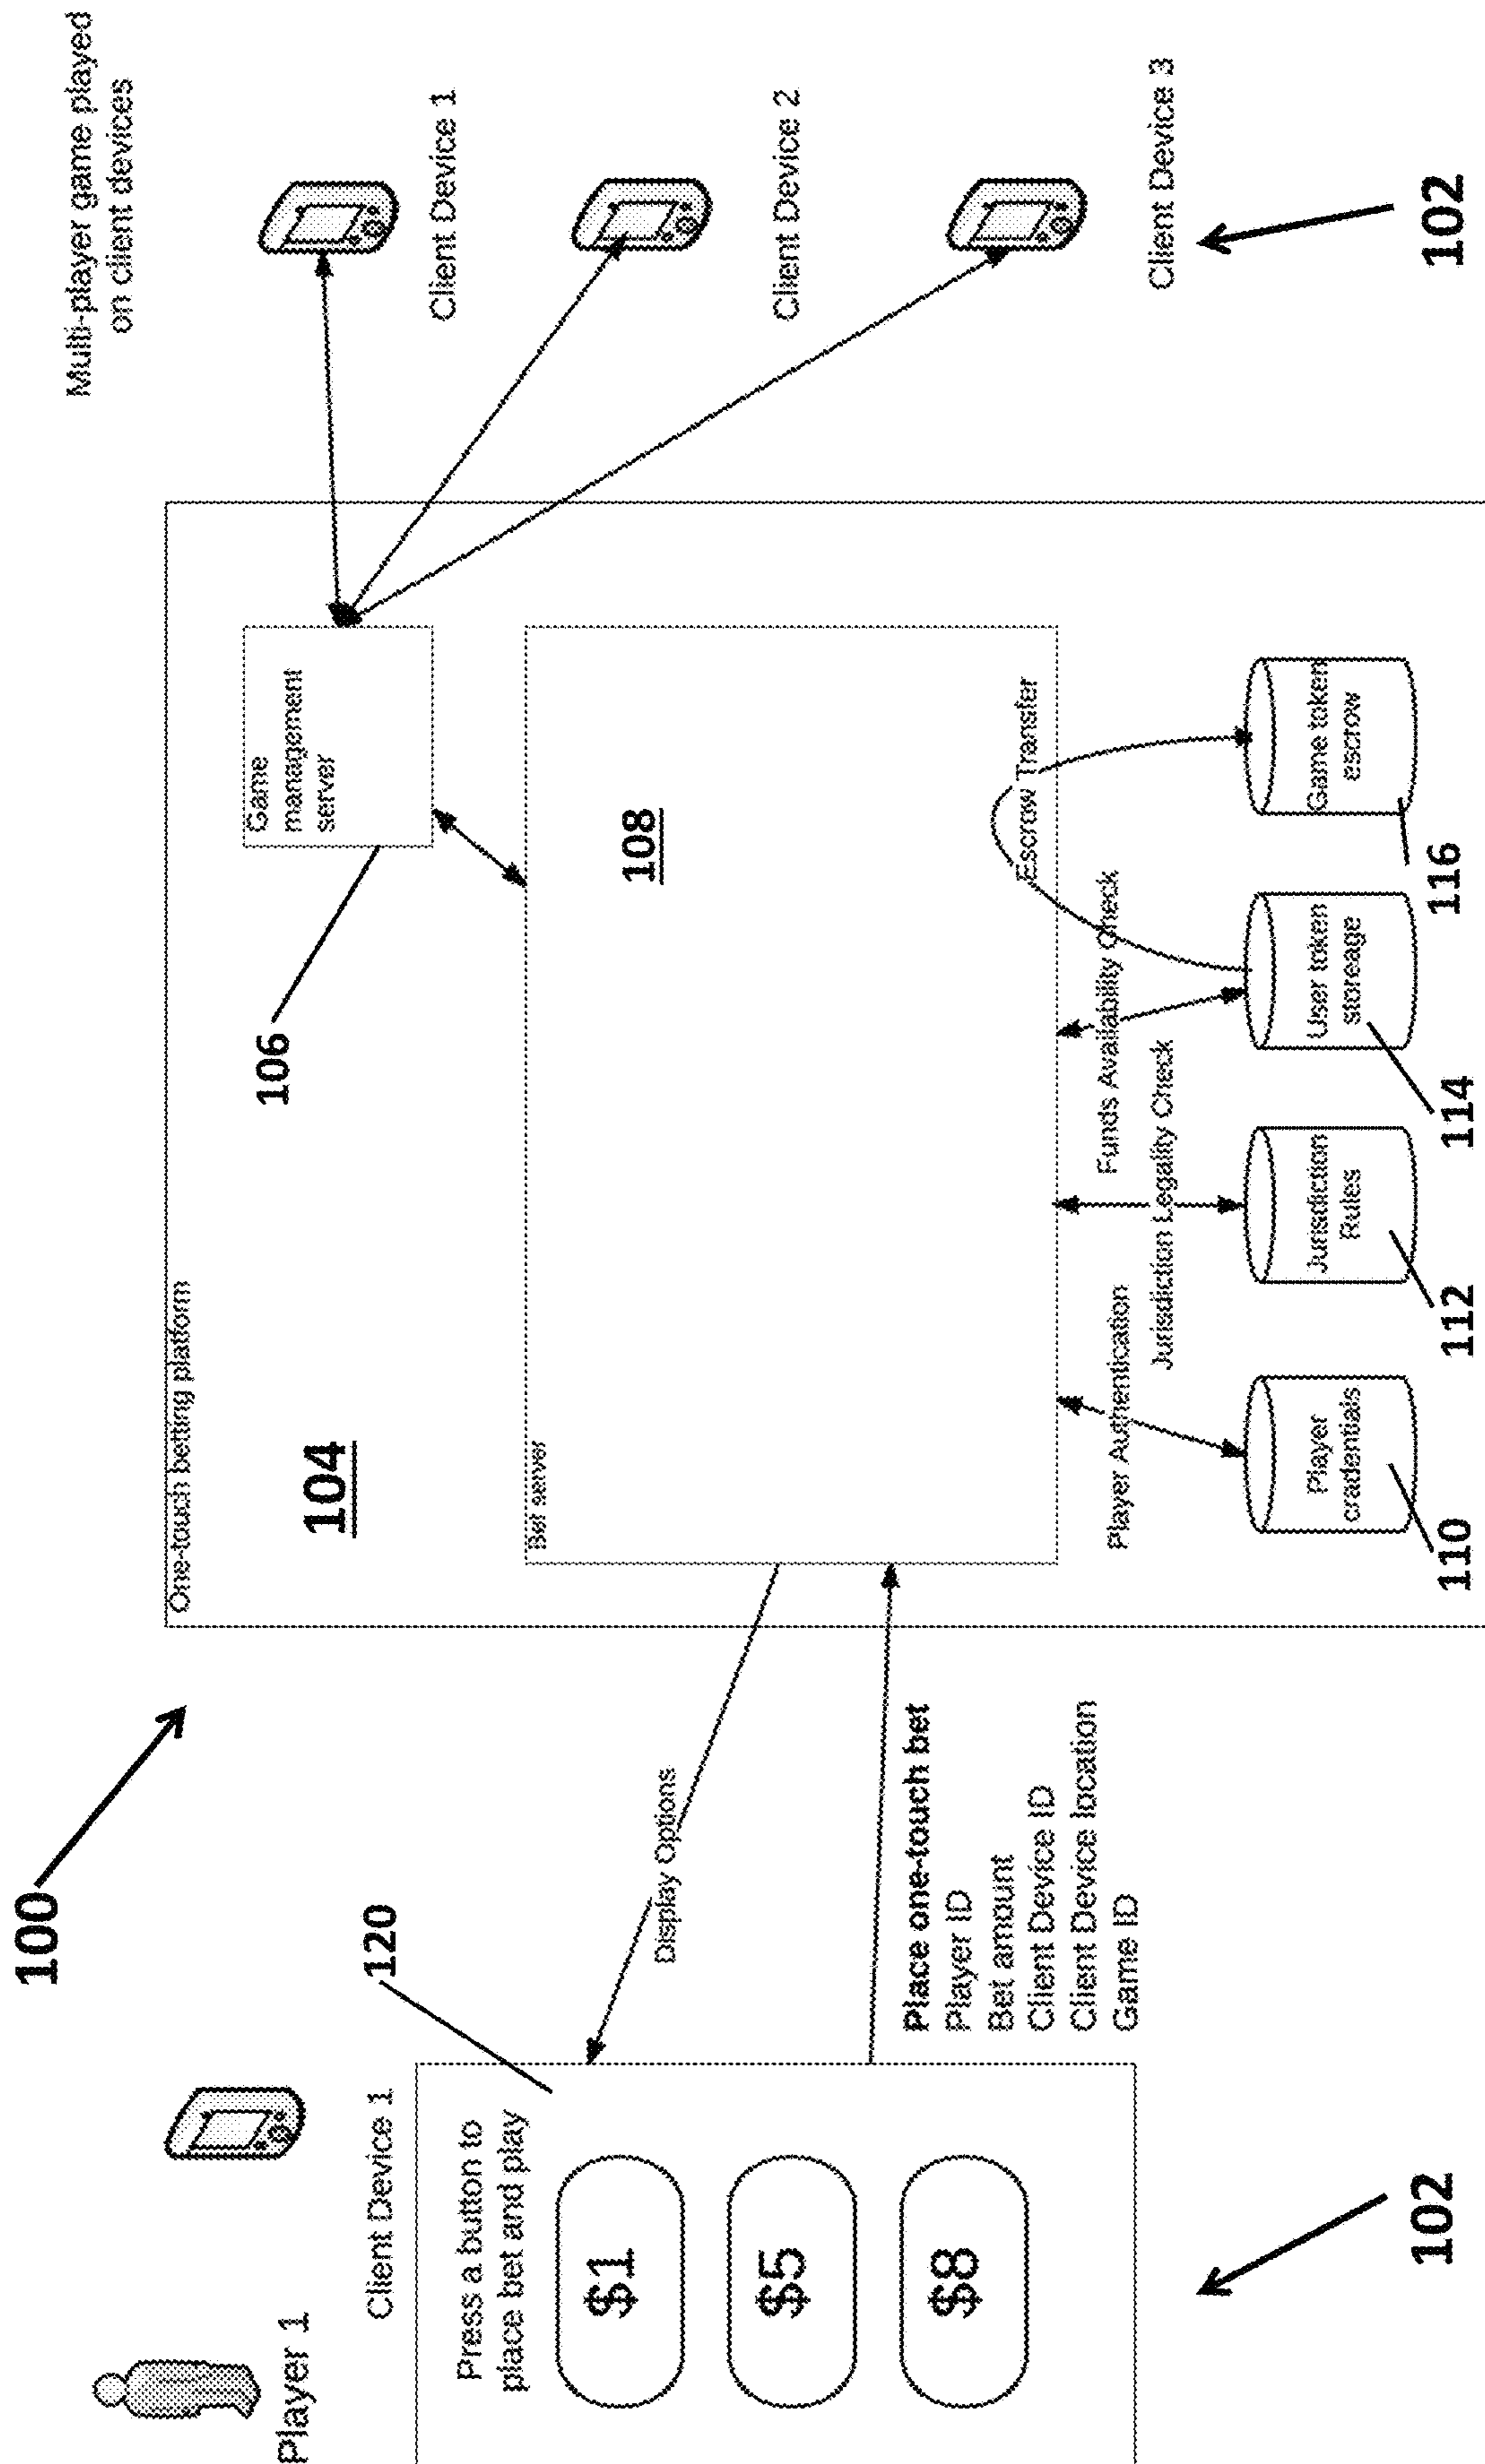 100
Player 1
Client Device 1
Press a button to
place bet and play
$1
$5
$8
102
120
Display Options
Place one-touch bet
Player ID
Bet amount
Client Device ID
Client Device location
Game ID
One-touch betting platform
104
106
Game
management
server
Bet server
108
Player Authentication
Jurisdiction Legality Check
Funds Availability Check
Escrow Transfer
Player
cradentials
110
Jurisdiction
Rules
112
User token
storeage
114
Game token
escrow
116
Multi-player game played
on client devices
Client Device 1
Client Device 2
Client Device 3
102